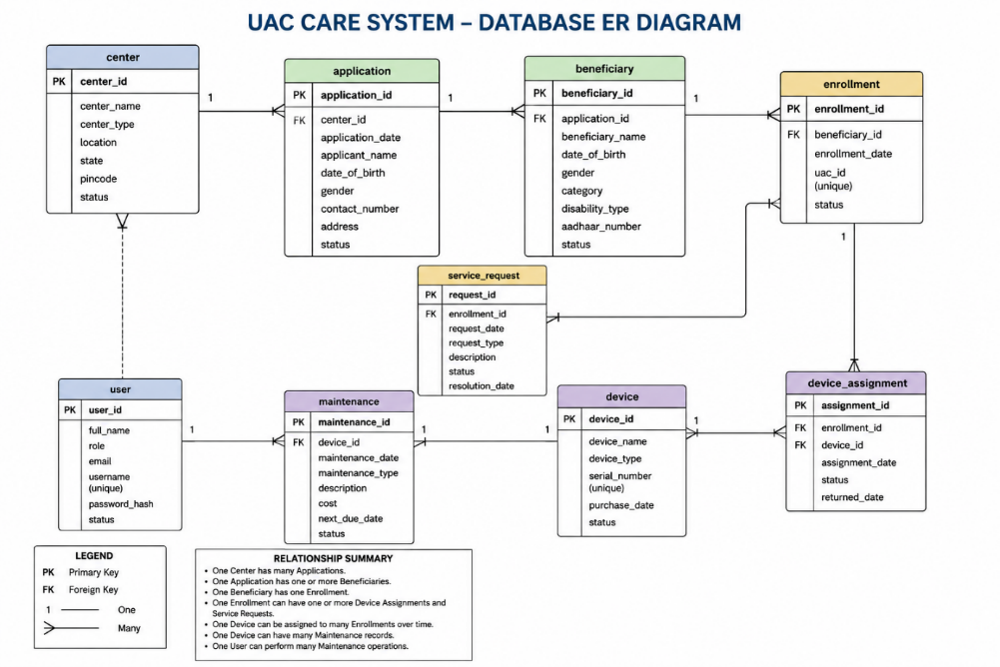 UAC CARE SYSTEM – DATABASE ER DIAGRAM
center
PK center_id
center_name
center_type
location
state
pincode
status
1
application
PK application_id
FK center_id
application_date
applicant_name
date_of_birth
gender
contact_number
address
status
1
beneficiary
PK beneficiary_id
FK application_id
beneficiary_name
date_of_birth
gender
category
disability_type
aadhaar_number
status
1
enrollment
PK enrollment_id
FK beneficiary_id
enrollment_date
uac_id
(unique)
status
1
service_request
PK request_id
FK enrollment_id
request_date
request_type
description
status
resolution_date
user
PK user_id
full_name
role
email
username
(unique)
password_hash
status
1
maintenance
PK maintenance_id
FK device_id
maintenance_date
maintenance_type
description
cost
next_due_date
status
1
1
device
PK device_id
device_name
device_type
serial_number
(unique)
purchase_date
status
1
device_assignment
PK assignment_id
FK enrollment_id
FK device_id
assignment_date
status
returned_date
LEGEND
PK Primary Key
FK Foreign Key
1 One
Many
RELATIONSHIP SUMMARY
• One Center has many Applications.
• One Application has one or more Beneficiaries.
• One Beneficiary has one Enrollment.
• One Enrollment can have one or more Device Assignments and
Service Requests.
• One Device can be assigned to many Enrollments over time.
• One Device can have many Maintenance records.
• One User can perform many Maintenance operations.